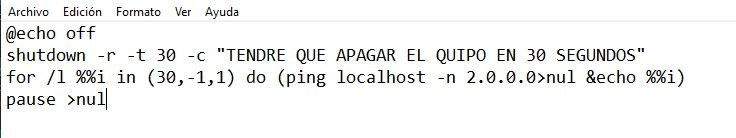 Archivo Edición Formato Ver Ayuda
@echo off
shutdown -r -t 30 -c "TENDRE QUE APAGAR EL QUIPO EN 30 SEGUNDOS"
for /l %%i in (30,-1,1) do (ping localhost -n 2.0.0.0>nul &echo %%i)
pause >nul